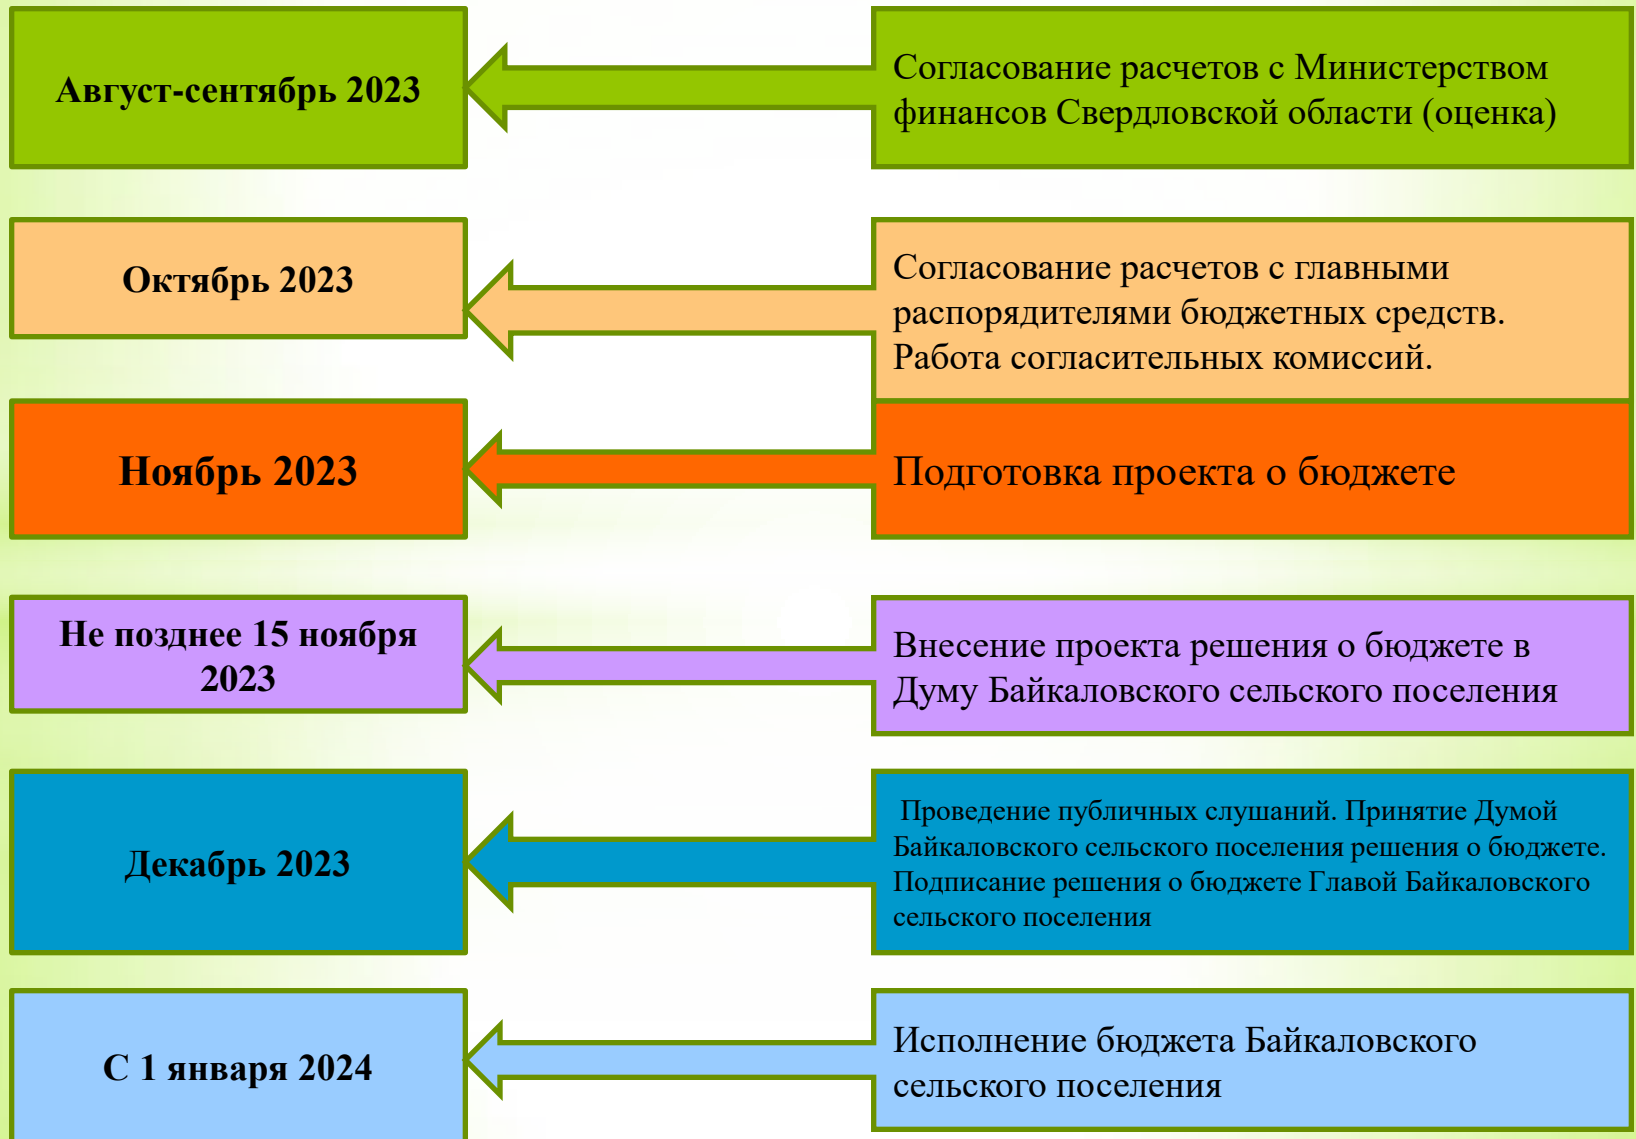 Август-сентябрь 2023
Согласование расчетов с Министерством
финансов Свердловской области (оценка)
Октябрь 2023
Согласование расчетов с главными
распорядителями бюджетных средств.
Работа согласительных комиссий.
Ноябрь 2023
Подготовка проекта о бюджете
Не позднее 15 ноября
2023
Внесение проекта решения о бюджете в
Думу Байкаловского сельского поселения
Декабрь 2023
Проведение публичных слушаний. Принятие Думой
Байкаловского сельского поселения решения о бюджете.
Подписание решения о бюджете Главой Байкаловского
сельского поселения
С 1 января 2024
Исполнение бюджета Байкаловского
сельского поселения